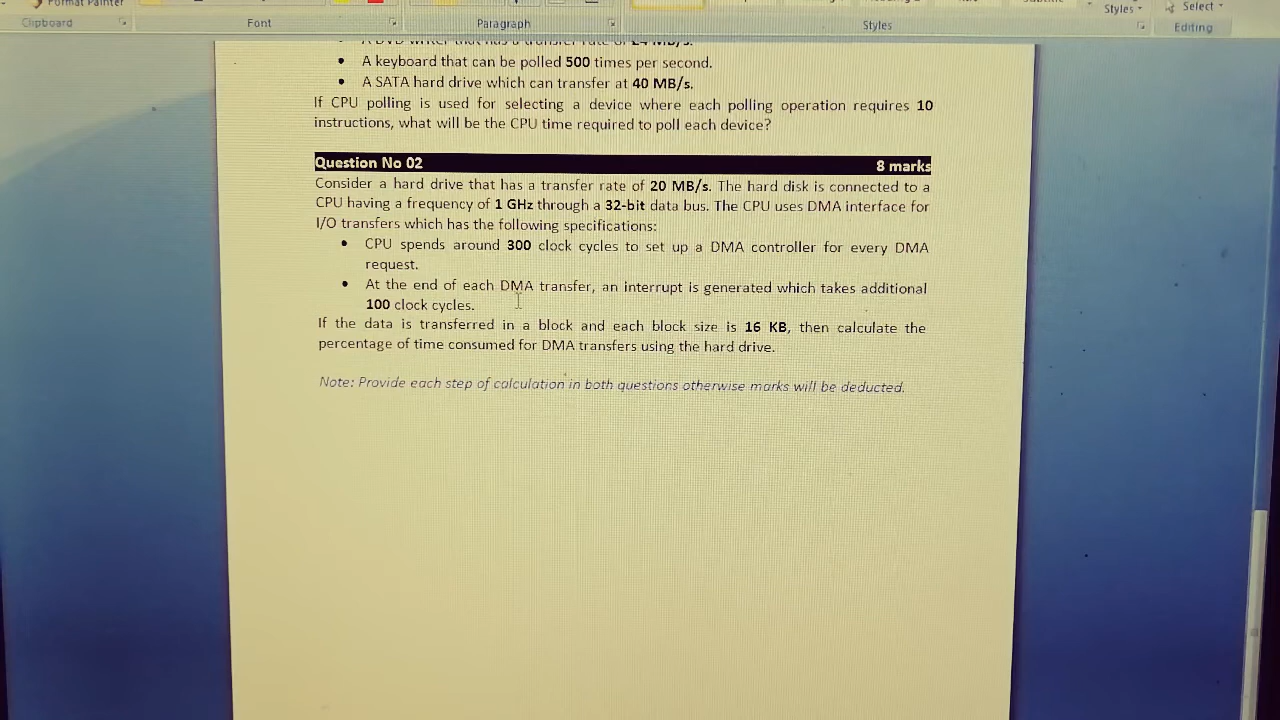 Format Painter
Styles
Select
Clipboard
Font
Paragraph
Styles
Editing
A DVD writer that has a transfer rate of 24 MB/s.
• A keyboard that can be polled 500 times per second.
• A SATA hard drive which can transfer at 40 MB/s.
If CPU polling is used for selecting a device where each polling operation requires 10
instructions, what will be the CPU time required to poll each device?
Question No 02 8 marks
Consider a hard drive that has a transfer rate of 20 MB/s. The hard disk is connected to a
CPU having a frequency of 1 GHz through a 32-bit data bus. The CPU uses DMA interface for
I/O transfers which has the following specifications:
• CPU spends around 300 clock cycles to set up a DMA controller for every DMA
request.
• At the end of each DMA transfer, an interrupt is generated which takes additional
100 clock cycles.
If the data is transferred in a block and each block size is 16 KB, then calculate the
percentage of time consumed for DMA transfers using the hard drive.
Note: Provide each step of calculation in both questions otherwise marks will be deducted.